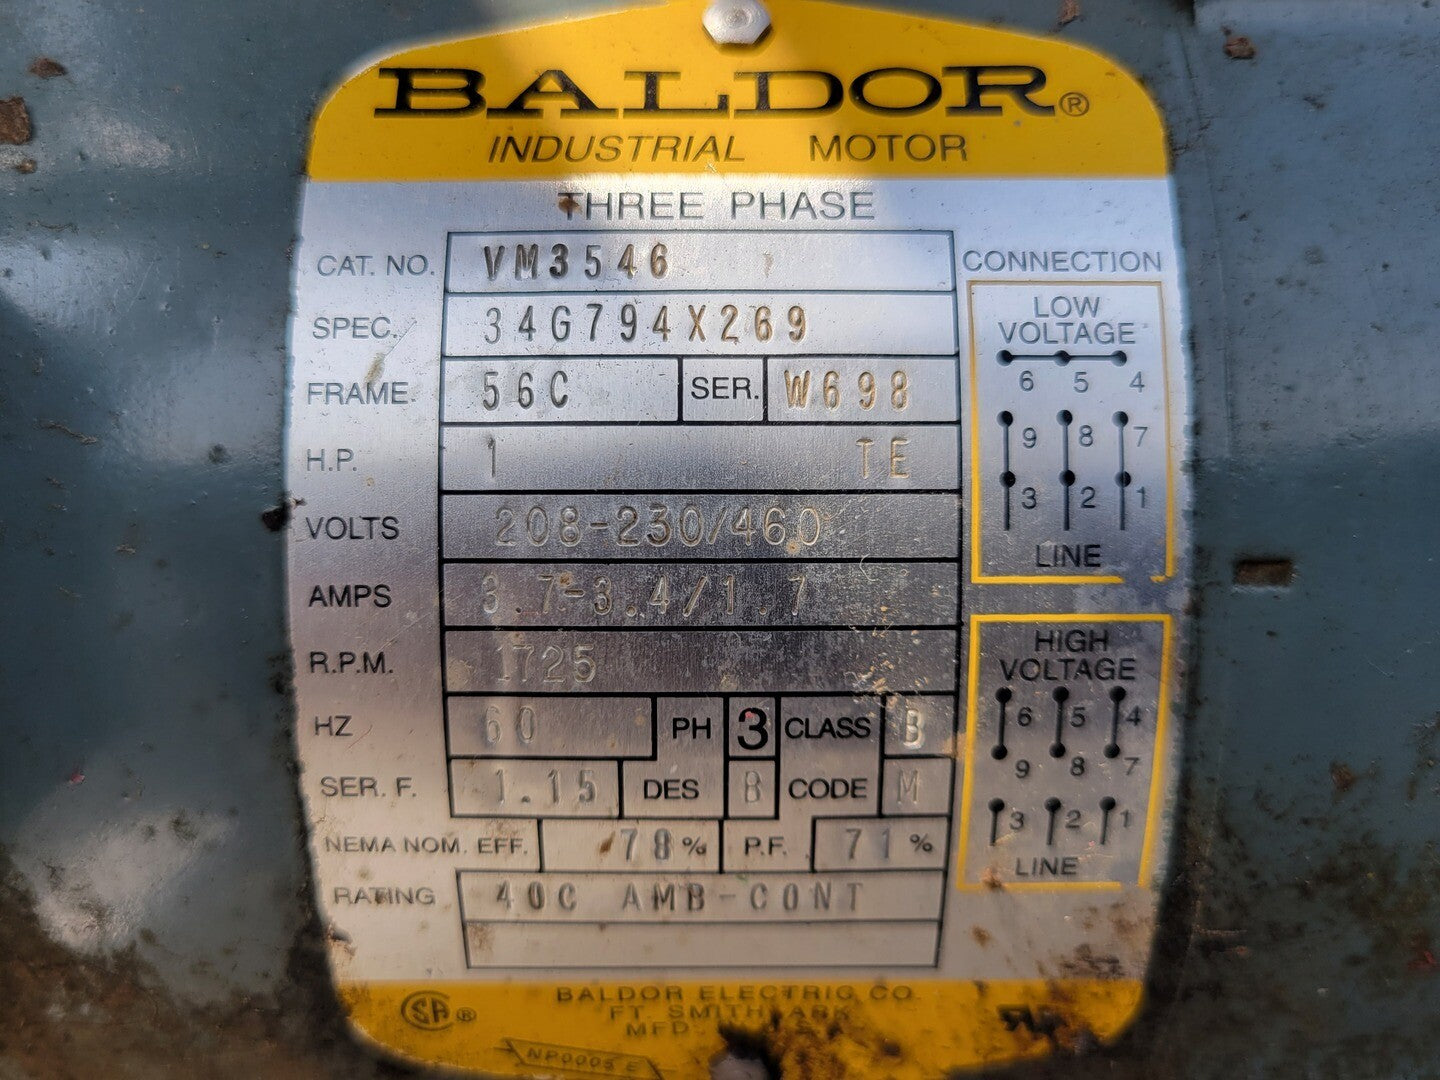 BALDOR®
INDUSTRIAL MOTOR
THREE PHASE
CAT. NO. VM3546
SPEC. 34G794X269
FRAME. 56C SER. W698
H.P. 1 TE
VOLTS 208-230/460
AMPS 3.7-3.4/1.7
R.P.M. 1725
HZ 60 PH 3 CLASS B
SER. F. 1.15 DES B CODE M
NEMA NOM. EFF. 78 % P.F. 71 %
RATING 40C AMB-CONT
CONNECTION
LOW
VOLTAGE
6 5 4
9 8 7
3 2 1
LINE
HIGH
VOLTAGE
6 5 4
9 8 7
3 2 1
LINE
BALDOR ELECTRIC CO.
FT. SMITH, ARK.
MFD.
SA ®
NP0005 E